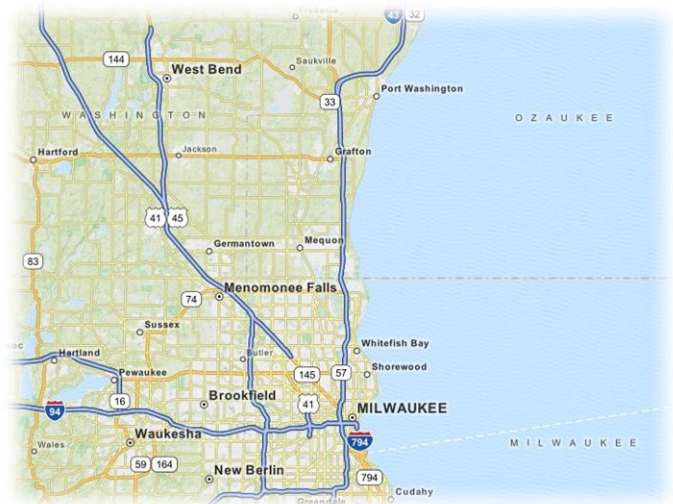 Fredonia
43
32
144
Saukville
West Bend
Port Washington
33
WASHINGTON
OZAUKEE
Jackson
Hartford
Grafton
41
45
Mequon
Germantown
83
74
Menomonee Falls
Sussex
Whitefish Bay
Hartland
Butler
Shorewood
Pewaukee
145
57
16
Brookfield
41
94
MILWAUKEE
Waukesha
794
MILWAUKEE
Wales
59
164
New Berlin
794
Cudahy
Greendale